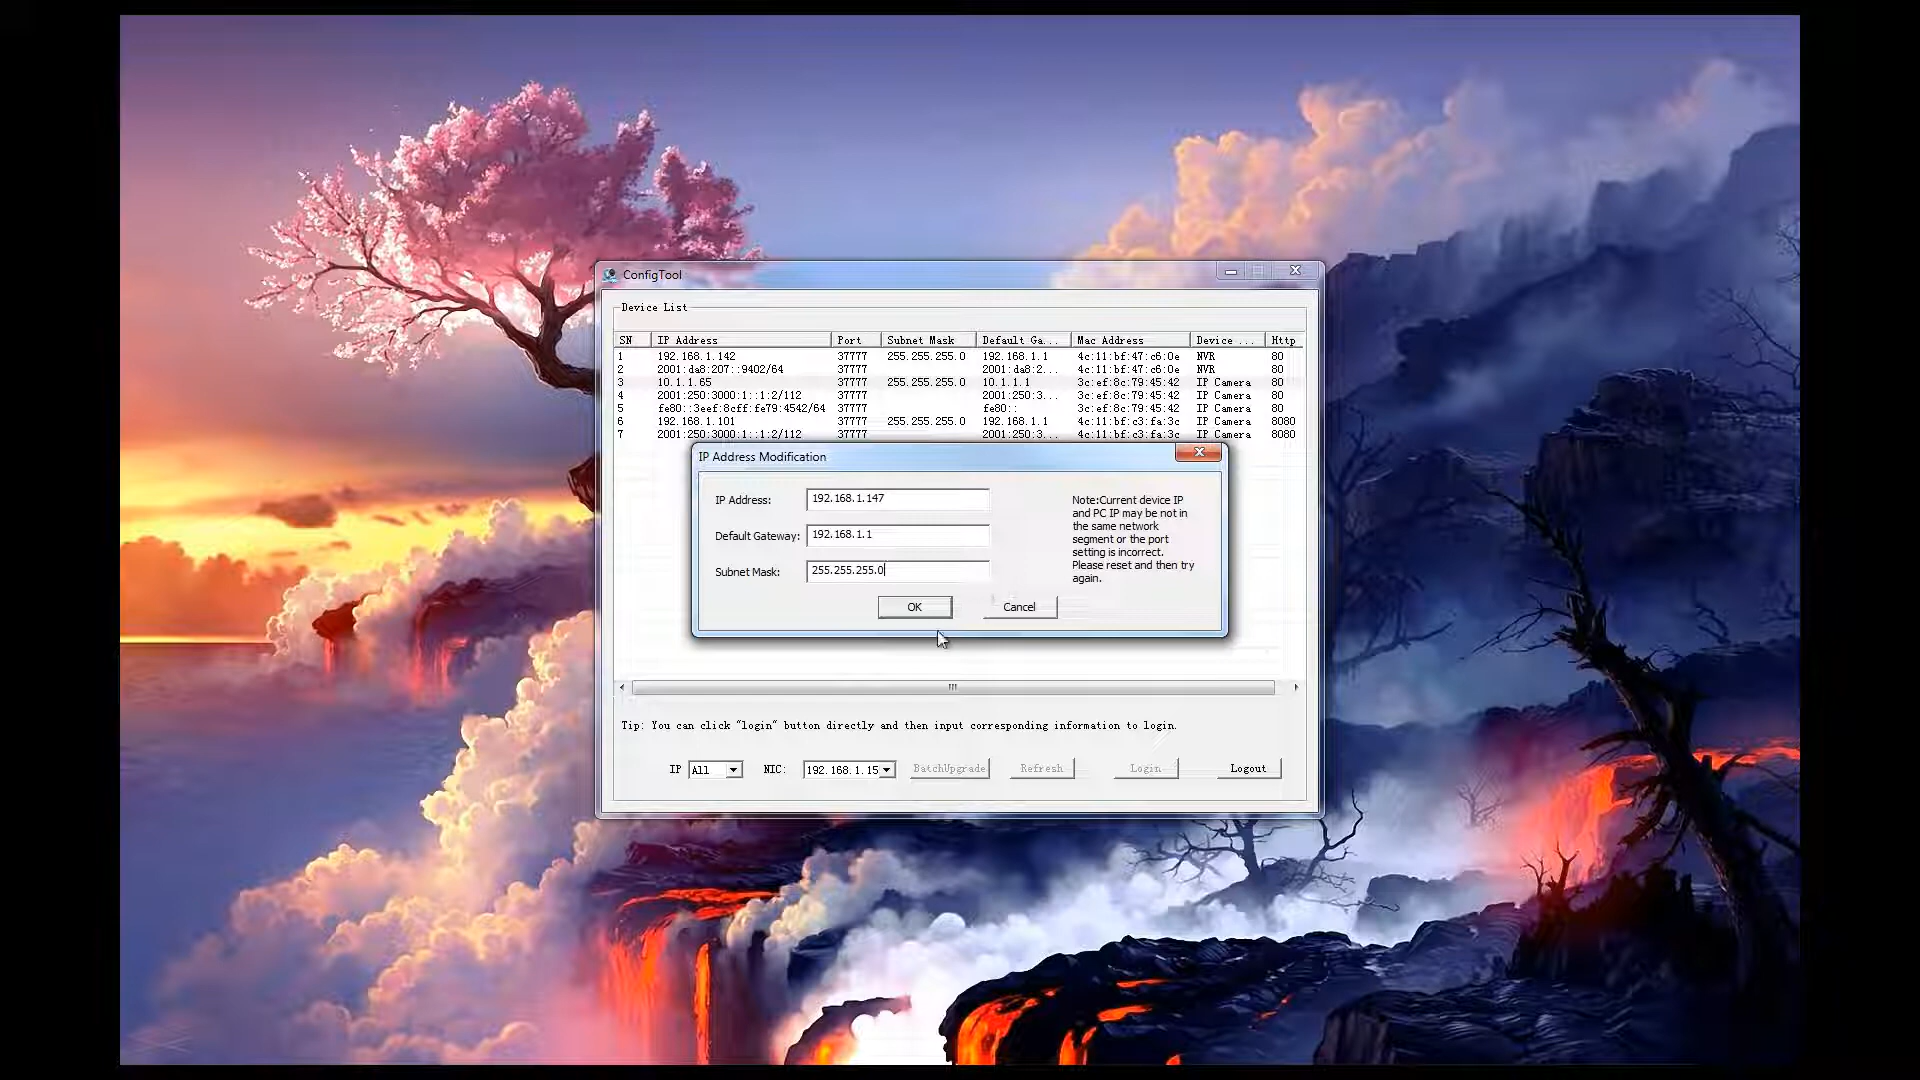 ConfigTool
Device List
SN IP Address Port Subnet Mask Default Ga... Mac Address Device ... Http
1 192.168.1.142 37777 255.255.255.0 192.168.1.1 4c:11:bf:47:c6:0e NVR 80
2 2001:da8:207::9402/64 37777 2001:da8:2... 4c:11:bf:47:c6:0e NVR 80
3 10.1.1.65 37777 255.255.255.0 10.1.1.1 3c:ef:8c:79:45:42 IP Camera 80
4 2001:250:3000:1::1:2/112 37777 2001:250:3... 3c:ef:8c:79:45:42 IP Camera 80
5 fe80::3eef:8cff:fe79:4542/64 37777 fe80:: 3c:ef:8c:79:45:42 IP Camera 80
6 192.168.1.101 37777 255.255.255.0 192.168.1.1 4c:11:bf:c3:fa:3c IP Camera 8080
7 2001:250:3000:1::1:2/112 37777 2001:250:3... 4c:11:bf:c3:fa:3c IP Camera 8080
IP Address Modification
IP Address: 192.168.1.147
Default Gateway: 192.168.1.1
Subnet Mask: 255.255.255.0
Note:Current device IP
and PC IP may be not in
the same network
segment or the port
setting is incorrect.
Please reset and then try
again.
OK Cancel
Tip: You can click "login" button directly and then input corresponding information to login.
IP All NIC: 192.168.1.15 BatchUpgrade Refresh Login Logout